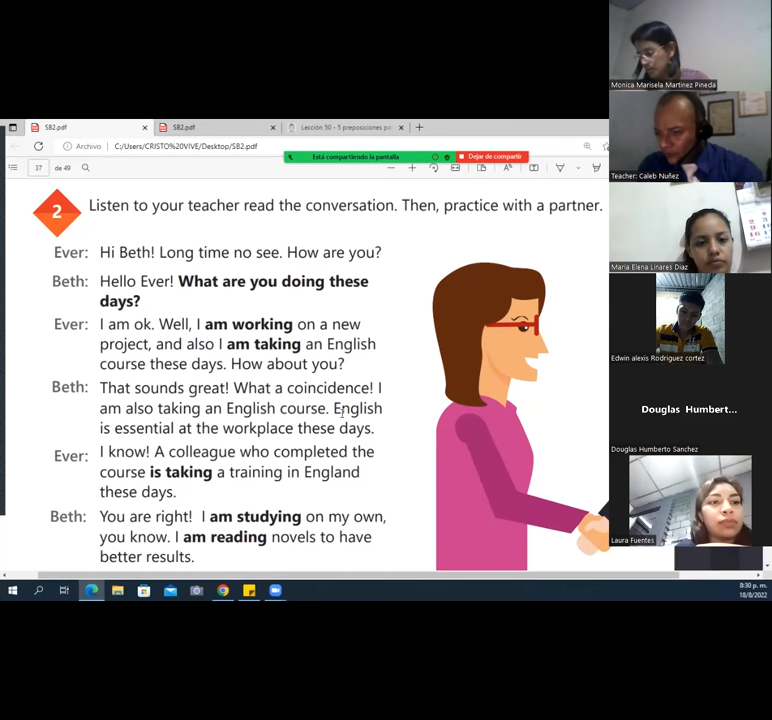 SB2.pdf
SB2.pdf
Lección 50 - 5 preposiciones pa
Archivo
C:/Users/CRISTO%20VIVE/Desktop/SB2.pdf
Está compartiendo la pantalla
Dejar de compartir
37
de 49
2
Listen to your teacher read the conversation. Then, practice with a partner.
Ever: Hi Beth! Long time no see. How are you?
Beth: Hello Ever! What are you doing these
days?
Ever: I am ok. Well, I am working on a new
project, and also I am taking an English
course these days. How about you?
Beth: That sounds great! What a coincidence! I
am also taking an English course. English
is essential at the workplace these days.
Ever: I know! A colleague who completed the
course is taking a training in England
these days.
Beth: You are right! I am studying on my own,
you know. I am reading novels to have
better results.
Monica Marisela Martinez Pineda
Teacher: Caleb Nuñez
Maria Elena Linares Diaz
Edwin alexis Rodriguez cortez
Douglas Humbert...
Douglas Humberto Sanchez
Laura Fuentes
8:30 p. m.
18/8/2022